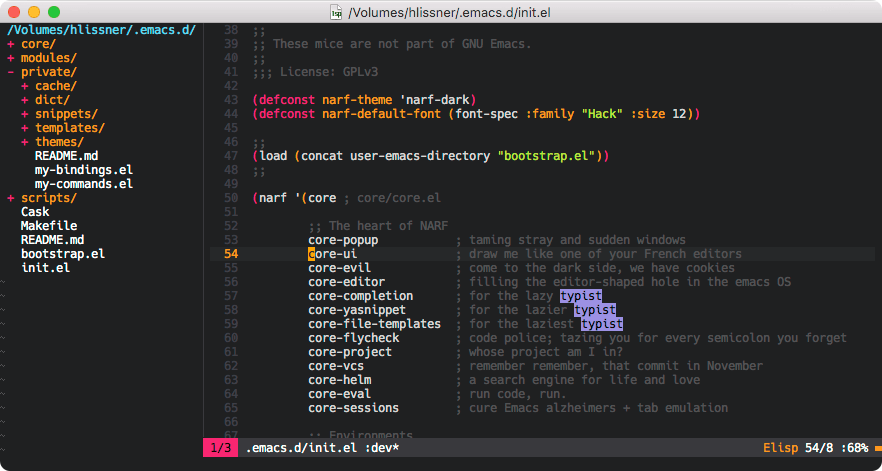 /Volumes/hlissner/.emacs.d/init.el
/Volumes/hlissner/.emacs.d/
+ core/
+ modules/
- private/
+ cache/
+ dict/
+ snippets/
+ templates/
+ themes/
README.md
my-bindings.el
my-commands.el
+ scripts/
Cask
Makefile
README.md
bootstrap.el
init.el
~
~
~
~
~
~
~
~
~
~
~
~
~
38 ;;
39 ;; These mice are not part of GNU Emacs.
40 ;;
41 ;;; License: GPLv3
42
43 (defconst narf-theme 'narf-dark)
44 (defconst narf-default-font (font-spec :family "Hack" :size 12))
45
46 ;;
47 (load (concat user-emacs-directory "bootstrap.el"))
48 ;;
49
50 (narf '(core ; core/core.el
51
52 ;; The heart of NARF
53 core-popup ; taming stray and sudden windows
54 core-ui ; draw me like one of your French editors
55 core-evil ; come to the dark side, we have cookies
56 core-editor ; filling the editor-shaped hole in the emacs OS
57 core-completion ; for the lazy typist
58 core-yasnippet ; for the lazier typist
59 core-file-templates ; for the laziest typist
60 core-flycheck ; code police; tazing you for every semicolon you forget
61 core-project ; whose project am I in?
62 core-vcs ; remember remember, that commit in November
63 core-helm ; a search engine for life and love
64 core-eval ; run code, run.
65 core-sessions ; cure Emacs alzheimers + tab emulation
66
67 ;; Environments
1/3 .emacs.d/init.el :dev* Elisp 54/8 :68%